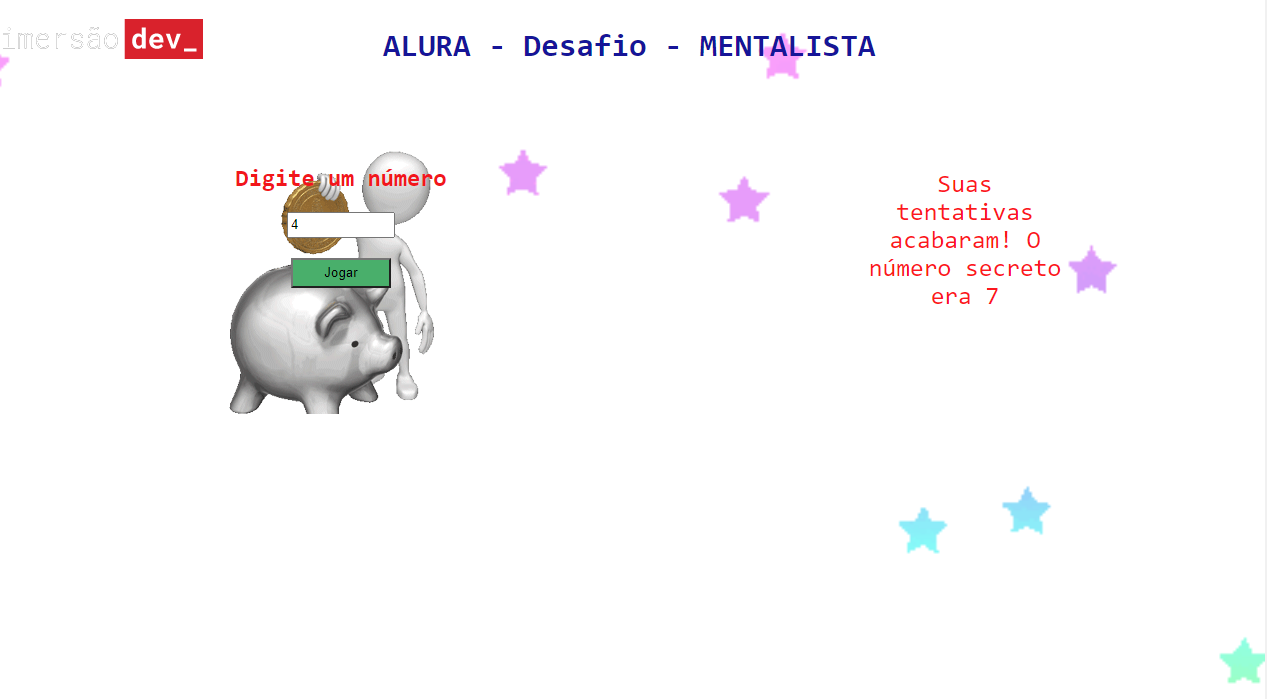 imersão dev_
ALURA - Desafio - MENTALISTA
Digite um número
4
Jogar
Suas
tentativas
acabaram! O
número secreto
era 7